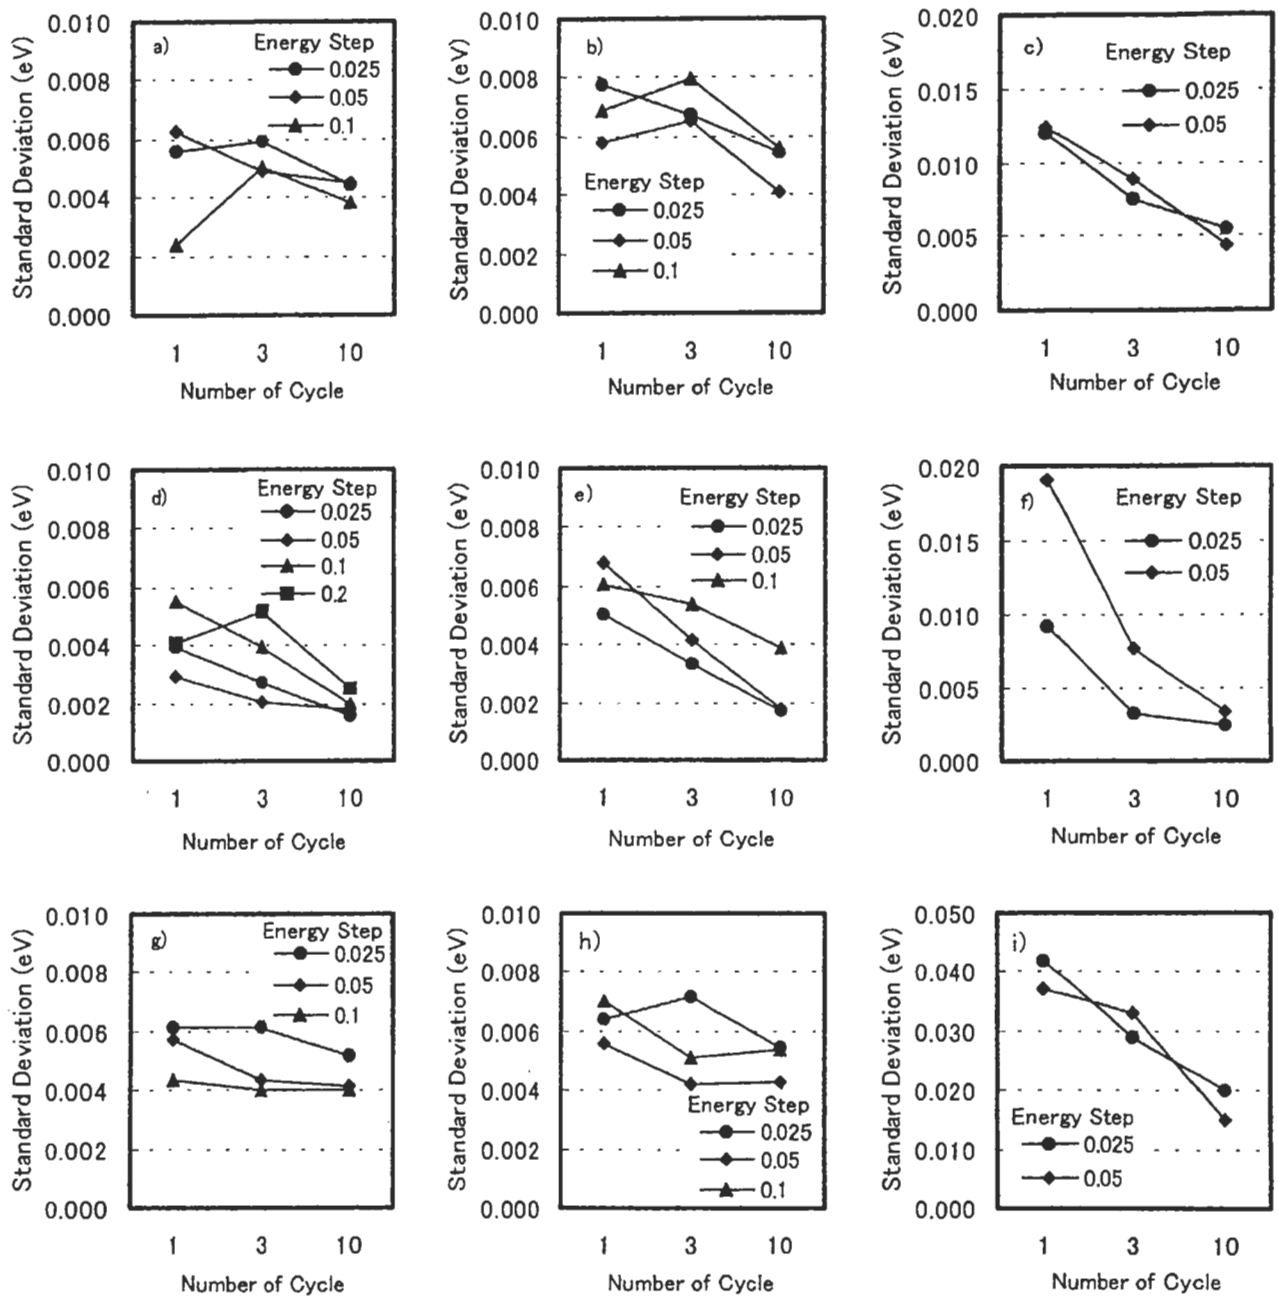 a)
Energy Step
0.025
0.05
0.1
Standard Deviation (eV)
0.010
0.008
0.006
0.004
0.002
0.000
1 3 10
Number of Cycle
b)
Energy Step
0.025
0.05
0.1
Standard Deviation (eV)
0.010
0.008
0.006
0.004
0.002
0.000
1 3 10
Number of Cycle
c)
Energy Step
0.025
0.05
Standard Deviation (eV)
0.020
0.015
0.010
0.005
0.000
1 3 10
Number of Cycle
d)
Energy Step
0.025
0.05
0.1
0.2
Standard Deviation (eV)
0.010
0.008
0.006
0.004
0.002
0.000
1 3 10
Number of Cycle
e)
Energy Step
0.025
0.05
0.1
Standard Deviation (eV)
0.010
0.008
0.006
0.004
0.002
0.000
1 3 10
Number of Cycle
f)
Energy Step
0.025
0.05
Standard Deviation (eV)
0.020
0.015
0.010
0.005
0.000
1 3 10
Number of Cycle
g)
Energy Step
0.025
0.05
0.1
Standard Deviation (eV)
0.010
0.008
0.006
0.004
0.002
0.000
1 3 10
Number of Cycle
h)
Energy Step
0.025
0.05
0.1
Standard Deviation (eV)
0.010
0.008
0.006
0.004
0.002
0.000
1 3 10
Number of Cycle
i)
Energy Step
0.025
0.05
Standard Deviation (eV)
0.050
0.040
0.030
0.020
0.010
0.000
1 3 10
Number of Cycle